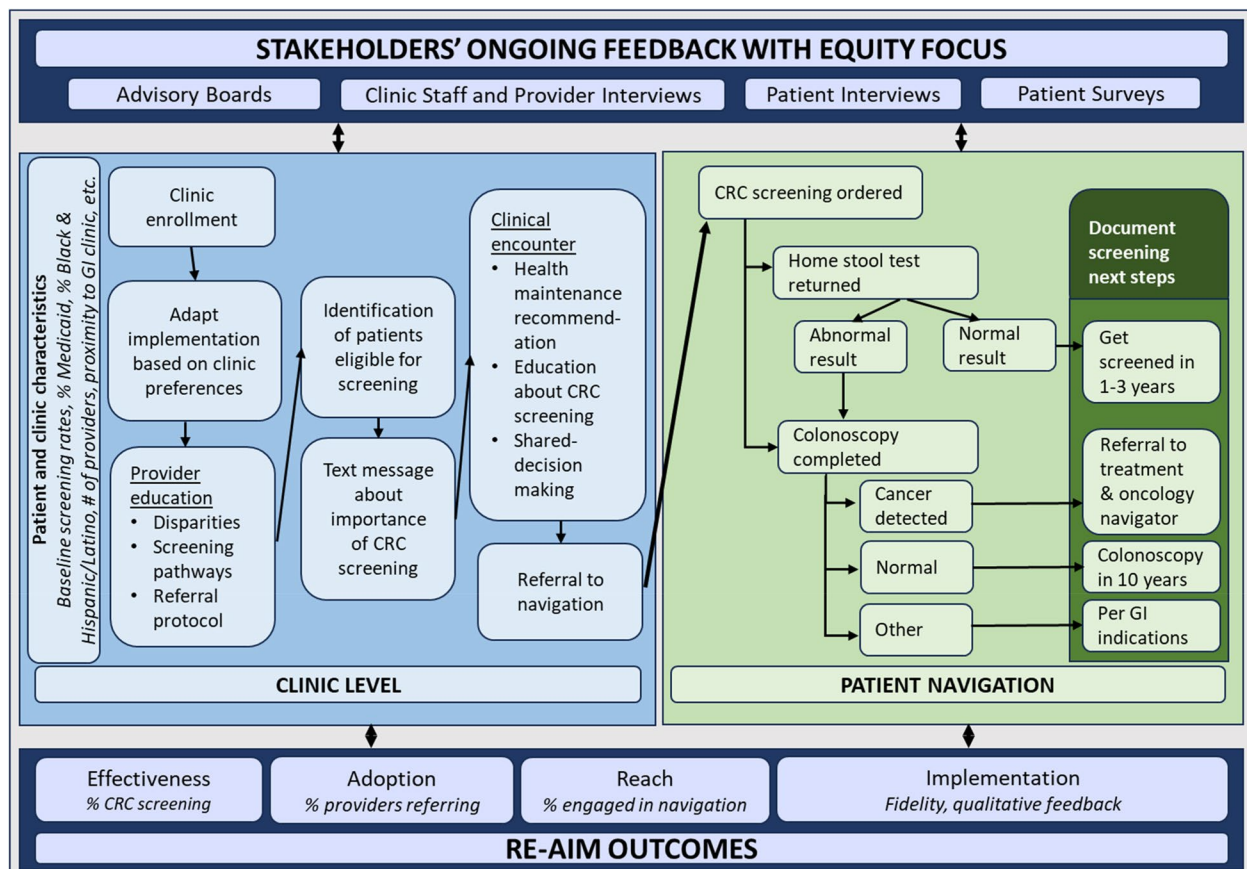 STAKEHOLDERS' ONGOING FEEDBACK WITH EQUITY FOCUS
Advisory Boards
Clinic Staff and Provider Interviews
Patient Interviews
Patient Surveys
Patient and clinic characteristics
Baseline screening rates, % Medicaid, % Black &
Hispanic/Latino, # of providers, proximity to GI clinic, etc.
Clinic
enrollment
Adapt
implementation
based on clinic
preferences
Provider
education
• Disparities
• Screening
pathways
• Referral
protocol
Identification
of patients
eligible for
screening
Text message
about
importance
of CRC
screening
Clinical
encounter
• Health
maintenance
recommend-
ation
• Education
about CRC
screening
• Shared-
decision
making
Referral to
navigation
CLINIC LEVEL
CRC screening ordered
Home stool test
returned
Abnormal
result
Normal
result
Colonoscopy
completed
Cancer
detected
Normal
Other
Document
screening
next steps
Get
screened in
1-3 years
Referral to
treatment
& oncology
navigator
Colonoscopy
in 10 years
Per GI
indications
PATIENT NAVIGATION
Effectiveness
% CRC screening
Adoption
% providers referring
Reach
% engaged in navigation
Implementation
Fidelity, qualitative feedback
RE-AIM OUTCOMES